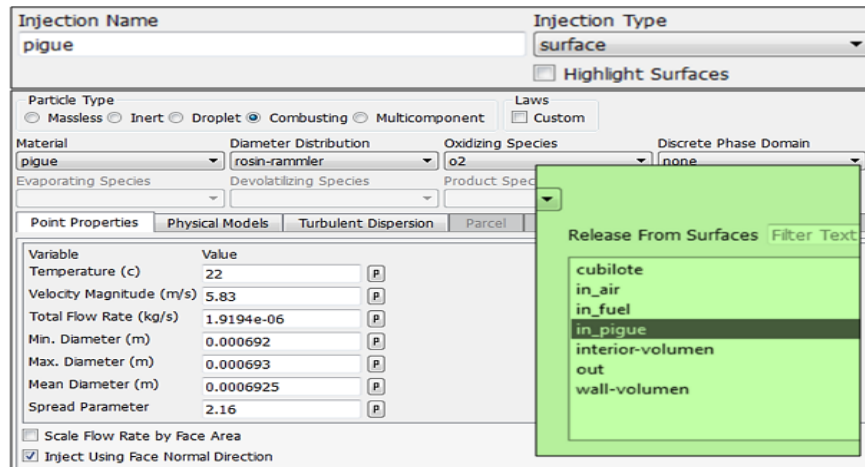 Injection Name Injection Type
pigue surface
Highlight Surfaces
Particle Type Laws
Massless Inert Droplet Combusting Multicomponent Custom
Material Diameter Distribution Oxidizing Species Discrete Phase Domain
pigue rosin-rammler o2 none
Evaporating Species Devolatilizing Species Product Spec
Point Properties Physical Models Turbulent Dispersion Parcel
Release From Surfaces Filter Text
Variable Value
Temperature (c) 22 P
Velocity Magnitude (m/s) 5.83 P
Total Flow Rate (kg/s) 1.9194e-06 P
Min. Diameter (m) 0.000692 P
Max. Diameter (m) 0.000693 P
Mean Diameter (m) 0.0006925 P
Spread Parameter 2.16 P
cubilote
in_air
in_fuel
in_pigue
interior-volumen
out
wall-volumen
Scale Flow Rate by Face Area
Inject Using Face Normal Direction